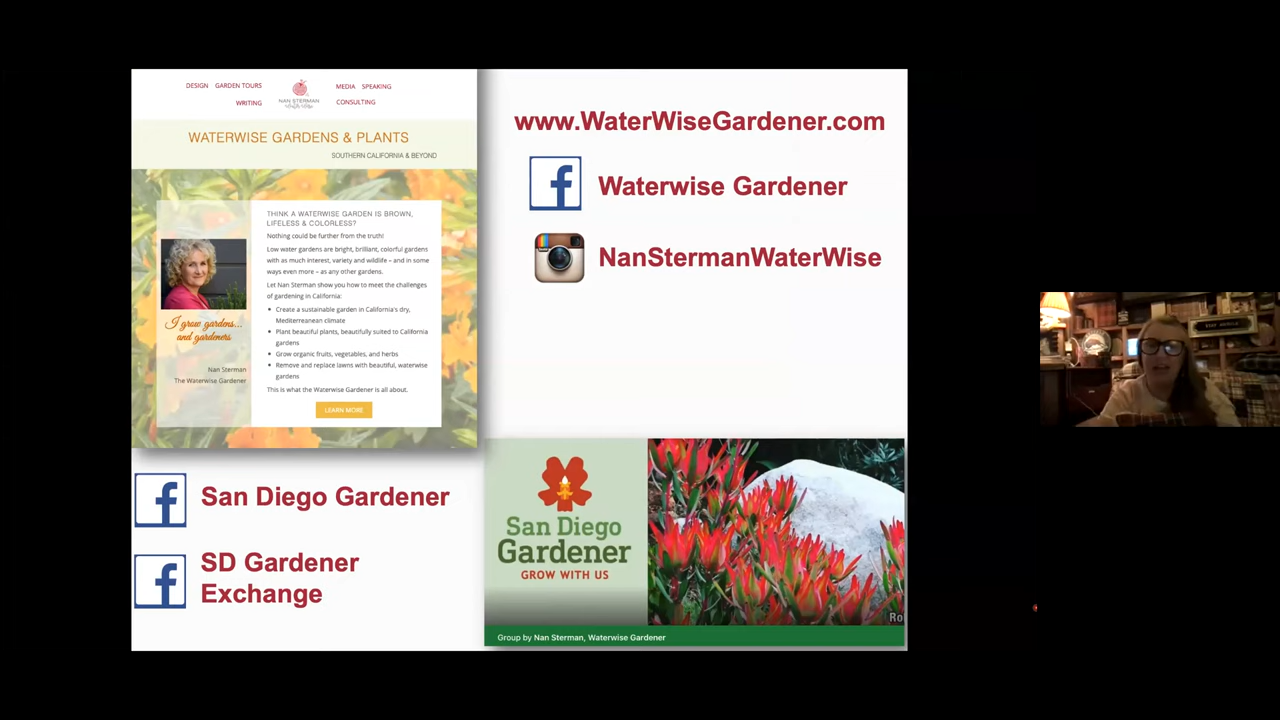 DESIGN GARDEN TOURS
WRITING
NAN STERMAN
MEDIA SPEAKING
CONSULTING
WATERWISE GARDENS & PLANTS
SOUTHERN CALIFORNIA & BEYOND
THINK A WATERWISE GARDEN IS BROWN,
LIFELESS & COLORLESS?
Nothing could be further from the truth!
Low water gardens are bright, brilliant, colorful gardens
with as much interest, variety and wildlife – and in some
ways even more – as any other gardens.
Let Nan Sterman show you how to meet the challenges
of gardening in California:
• Create a sustainable garden in California's dry,
Mediterreanean climate
• Plant beautiful plants, beautifully suited to California
gardens
• Grow organic fruits, vegetables, and herbs
• Remove and replace lawns with beautiful, waterwise
gardens
This is what the Waterwise Gardener is all about.
LEARN MORE
I grow gardens...
and gardeners
Nan Sterman
The Waterwise Gardener
www.WaterWiseGardener.com
f Waterwise Gardener
NanStermanWaterWise
f San Diego Gardener
f SD Gardener
Exchange
San Diego
Gardener
GROW WITH US
Ro
Group by Nan Sterman, Waterwise Gardener